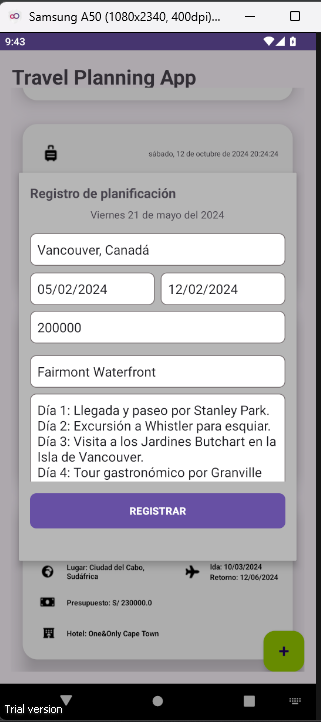 Samsung A50 (1080x2340, 400dpi)...
9:43
Travel Planning App
sábado, 12 de octubre de 2024 20:24:24
Registro de planificación
Viernes 21 de mayo del 2024
Vancouver, Canadá
05/02/2024
12/02/2024
200000
Fairmont Waterfront
Día 1: Llegada y paseo por Stanley Park.
Día 2: Excursión a Whistler para esquiar.
Día 3: Visita a los Jardines Butchart en la
Isla de Vancouver.
Día 4: Tour gastronómico por Granville
REGISTRAR
Lugar: Ciudad del Cabo,
Sudáfrica
Ida: 10/03/2024
Retorno: 12/06/2024
Presupuesto: S/ 230000.0
Hotel: One&Only Cape Town
+
Trial version